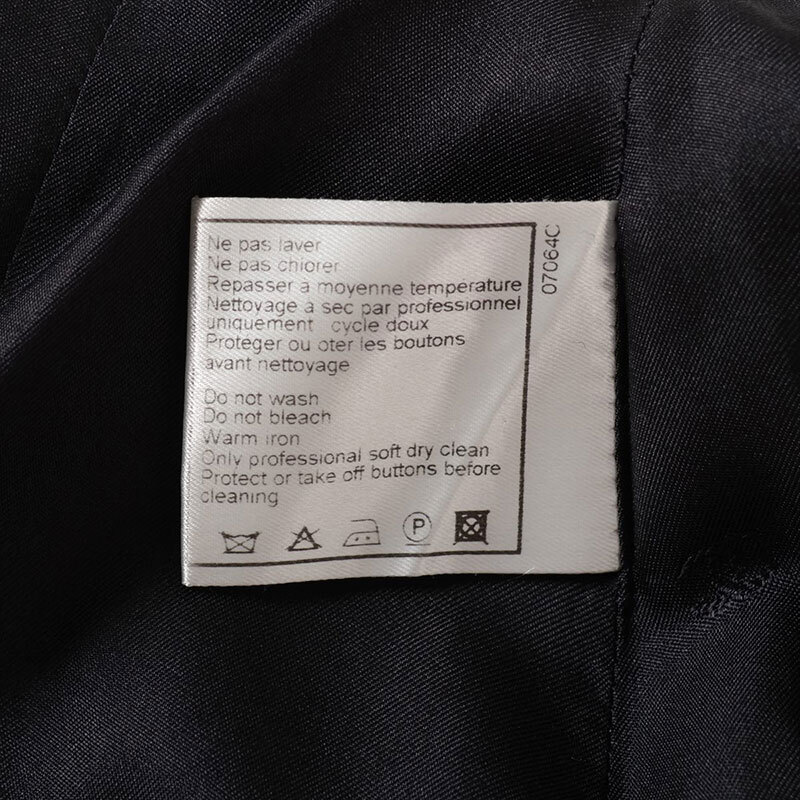 Ne pas laver
Ne pas chlorer
Repasser à moyenne température
Nettoyage à sec par professionnel
uniquement cycle doux
Proteger ou oter les boutons
avant nettoyage
Do not wash
Do not bleach
Warm iron
Only professional soft dry clean
Protect or take off buttons before
cleaning
P
07064C